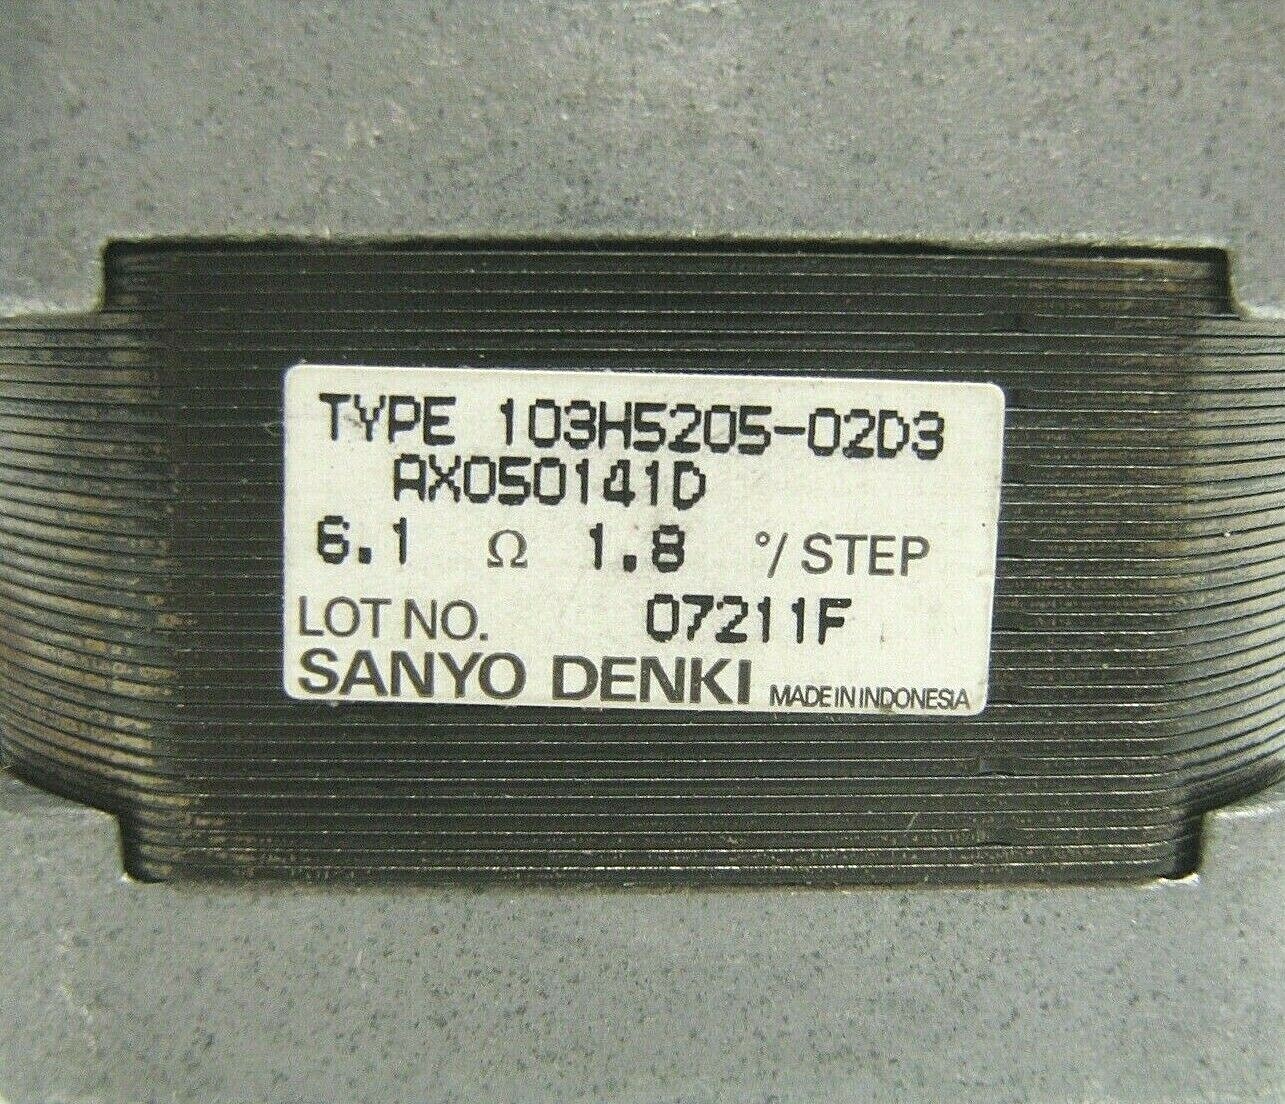 TYPE 103H5205-02D3
AX050141D
6.1 Ω 1.8 °/STEP
LOT NO. 07211F
SANYO DENKI MADE IN INDONESIA